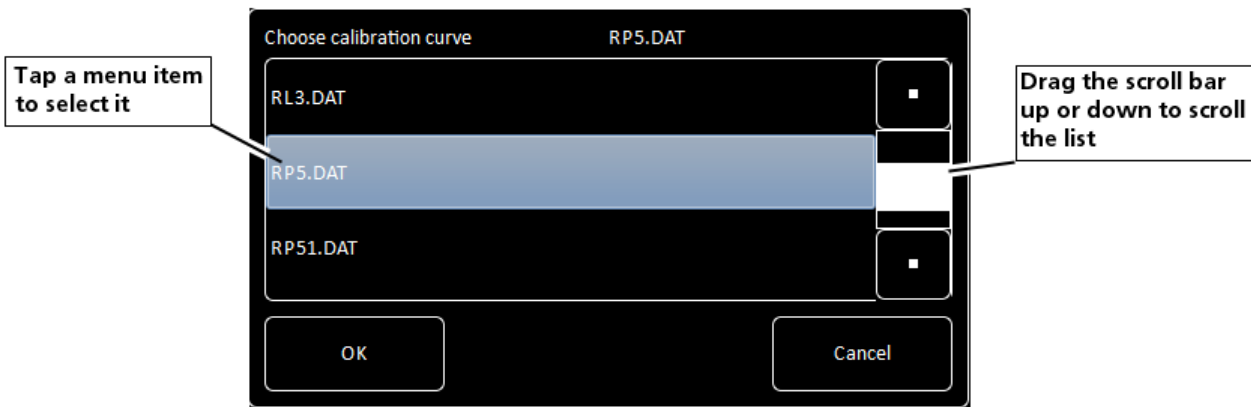 Choose calibration curve RP5.DAT
Tap a menu item
to select it
RL3.DAT
RP5.DAT
RP51.DAT
Drag the scroll bar
up or down to scroll
the list
OK
Cancel